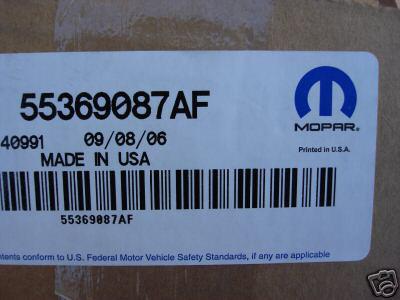 55369087AF
40991 09/08/06
MADE IN USA
MOPAR®
Printed in U.S.A.
55369087AF
conform to U.S. Federal Motor Vehicle Safety Standards, if any are applicable